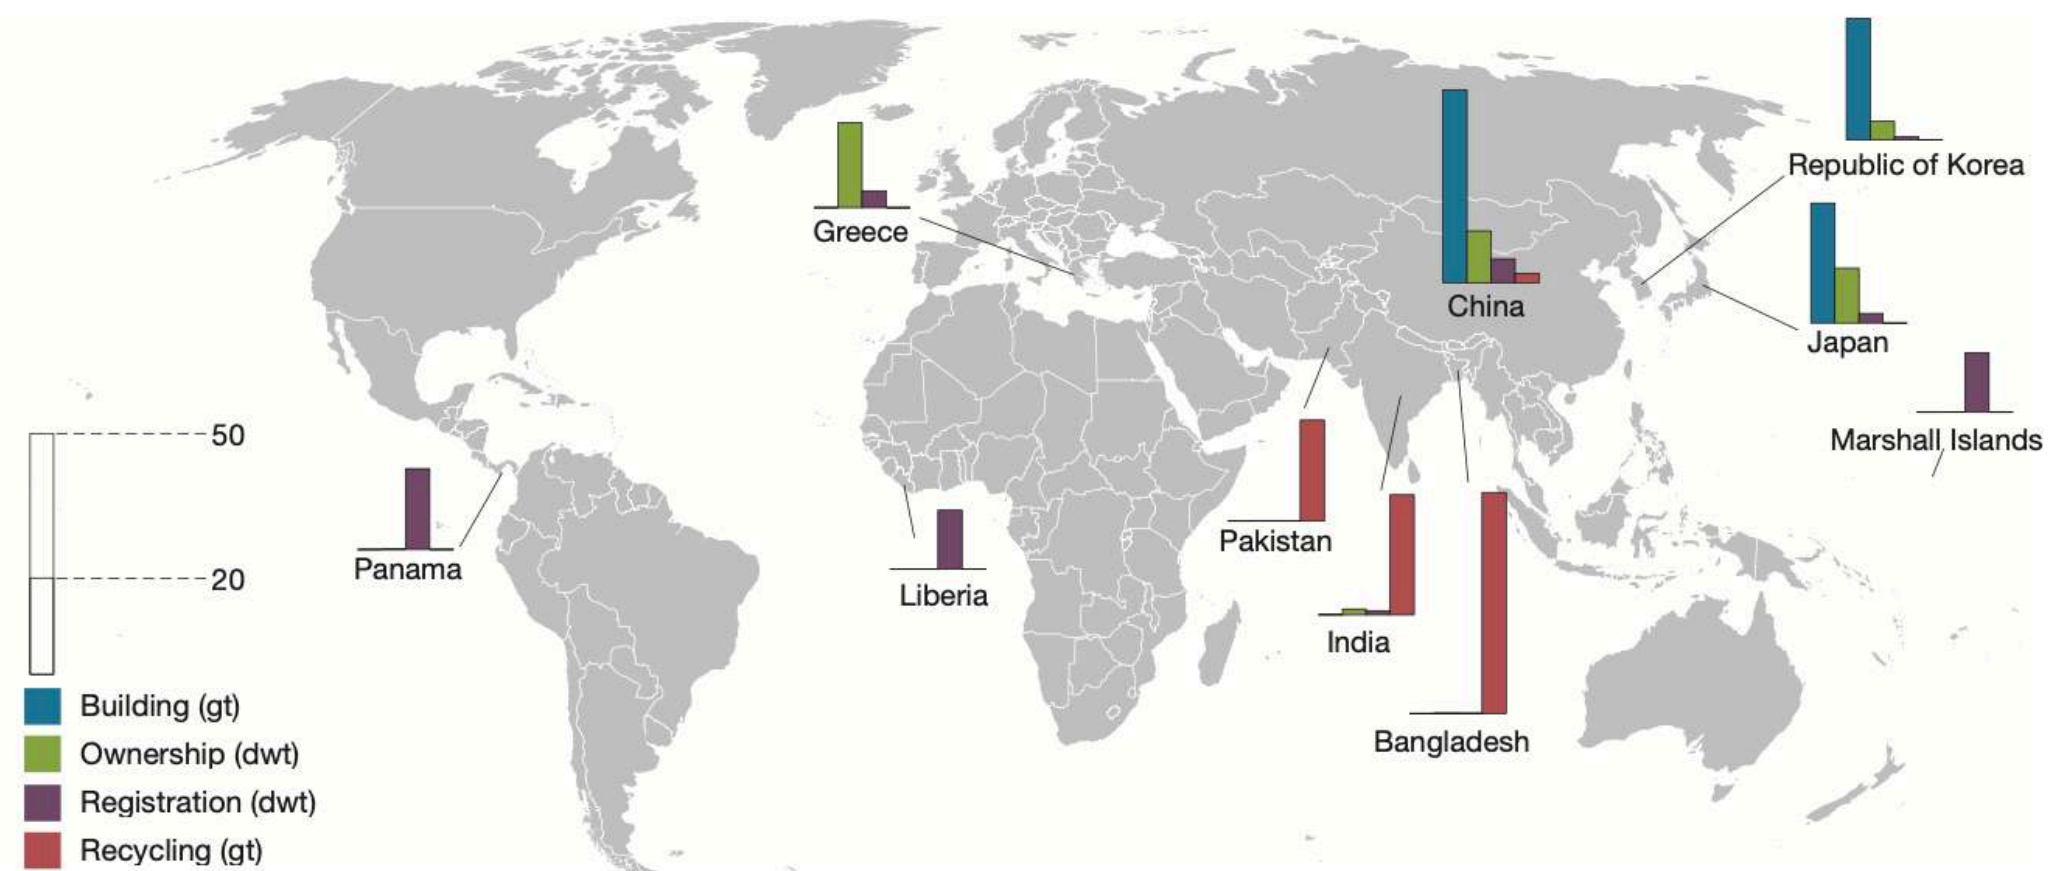 Republic of Korea
Greece
China
Japan
Marshall Islands
50
Panama
20
Pakistan
Liberia
India
Bangladesh
Building (gt)
Ownership (dwt)
Registration (dwt)
Recycling (gt)